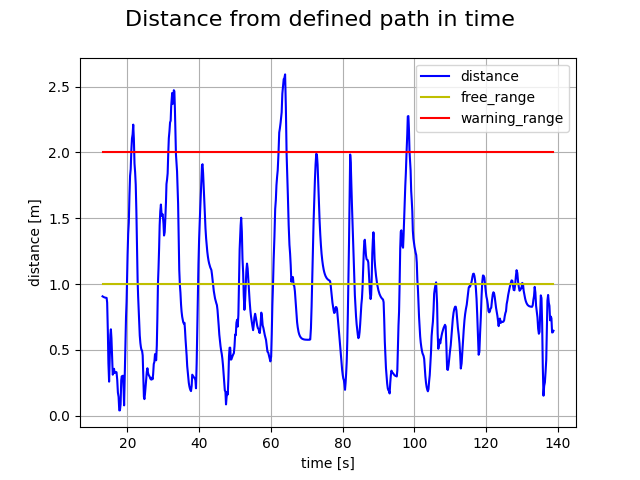 Distance from defined path in time
distance
free_range
warning_range
distance [m]
2.5
2.0
1.5
1.0
0.5
0.0
20 40 60 80 100 120 140
time [s]